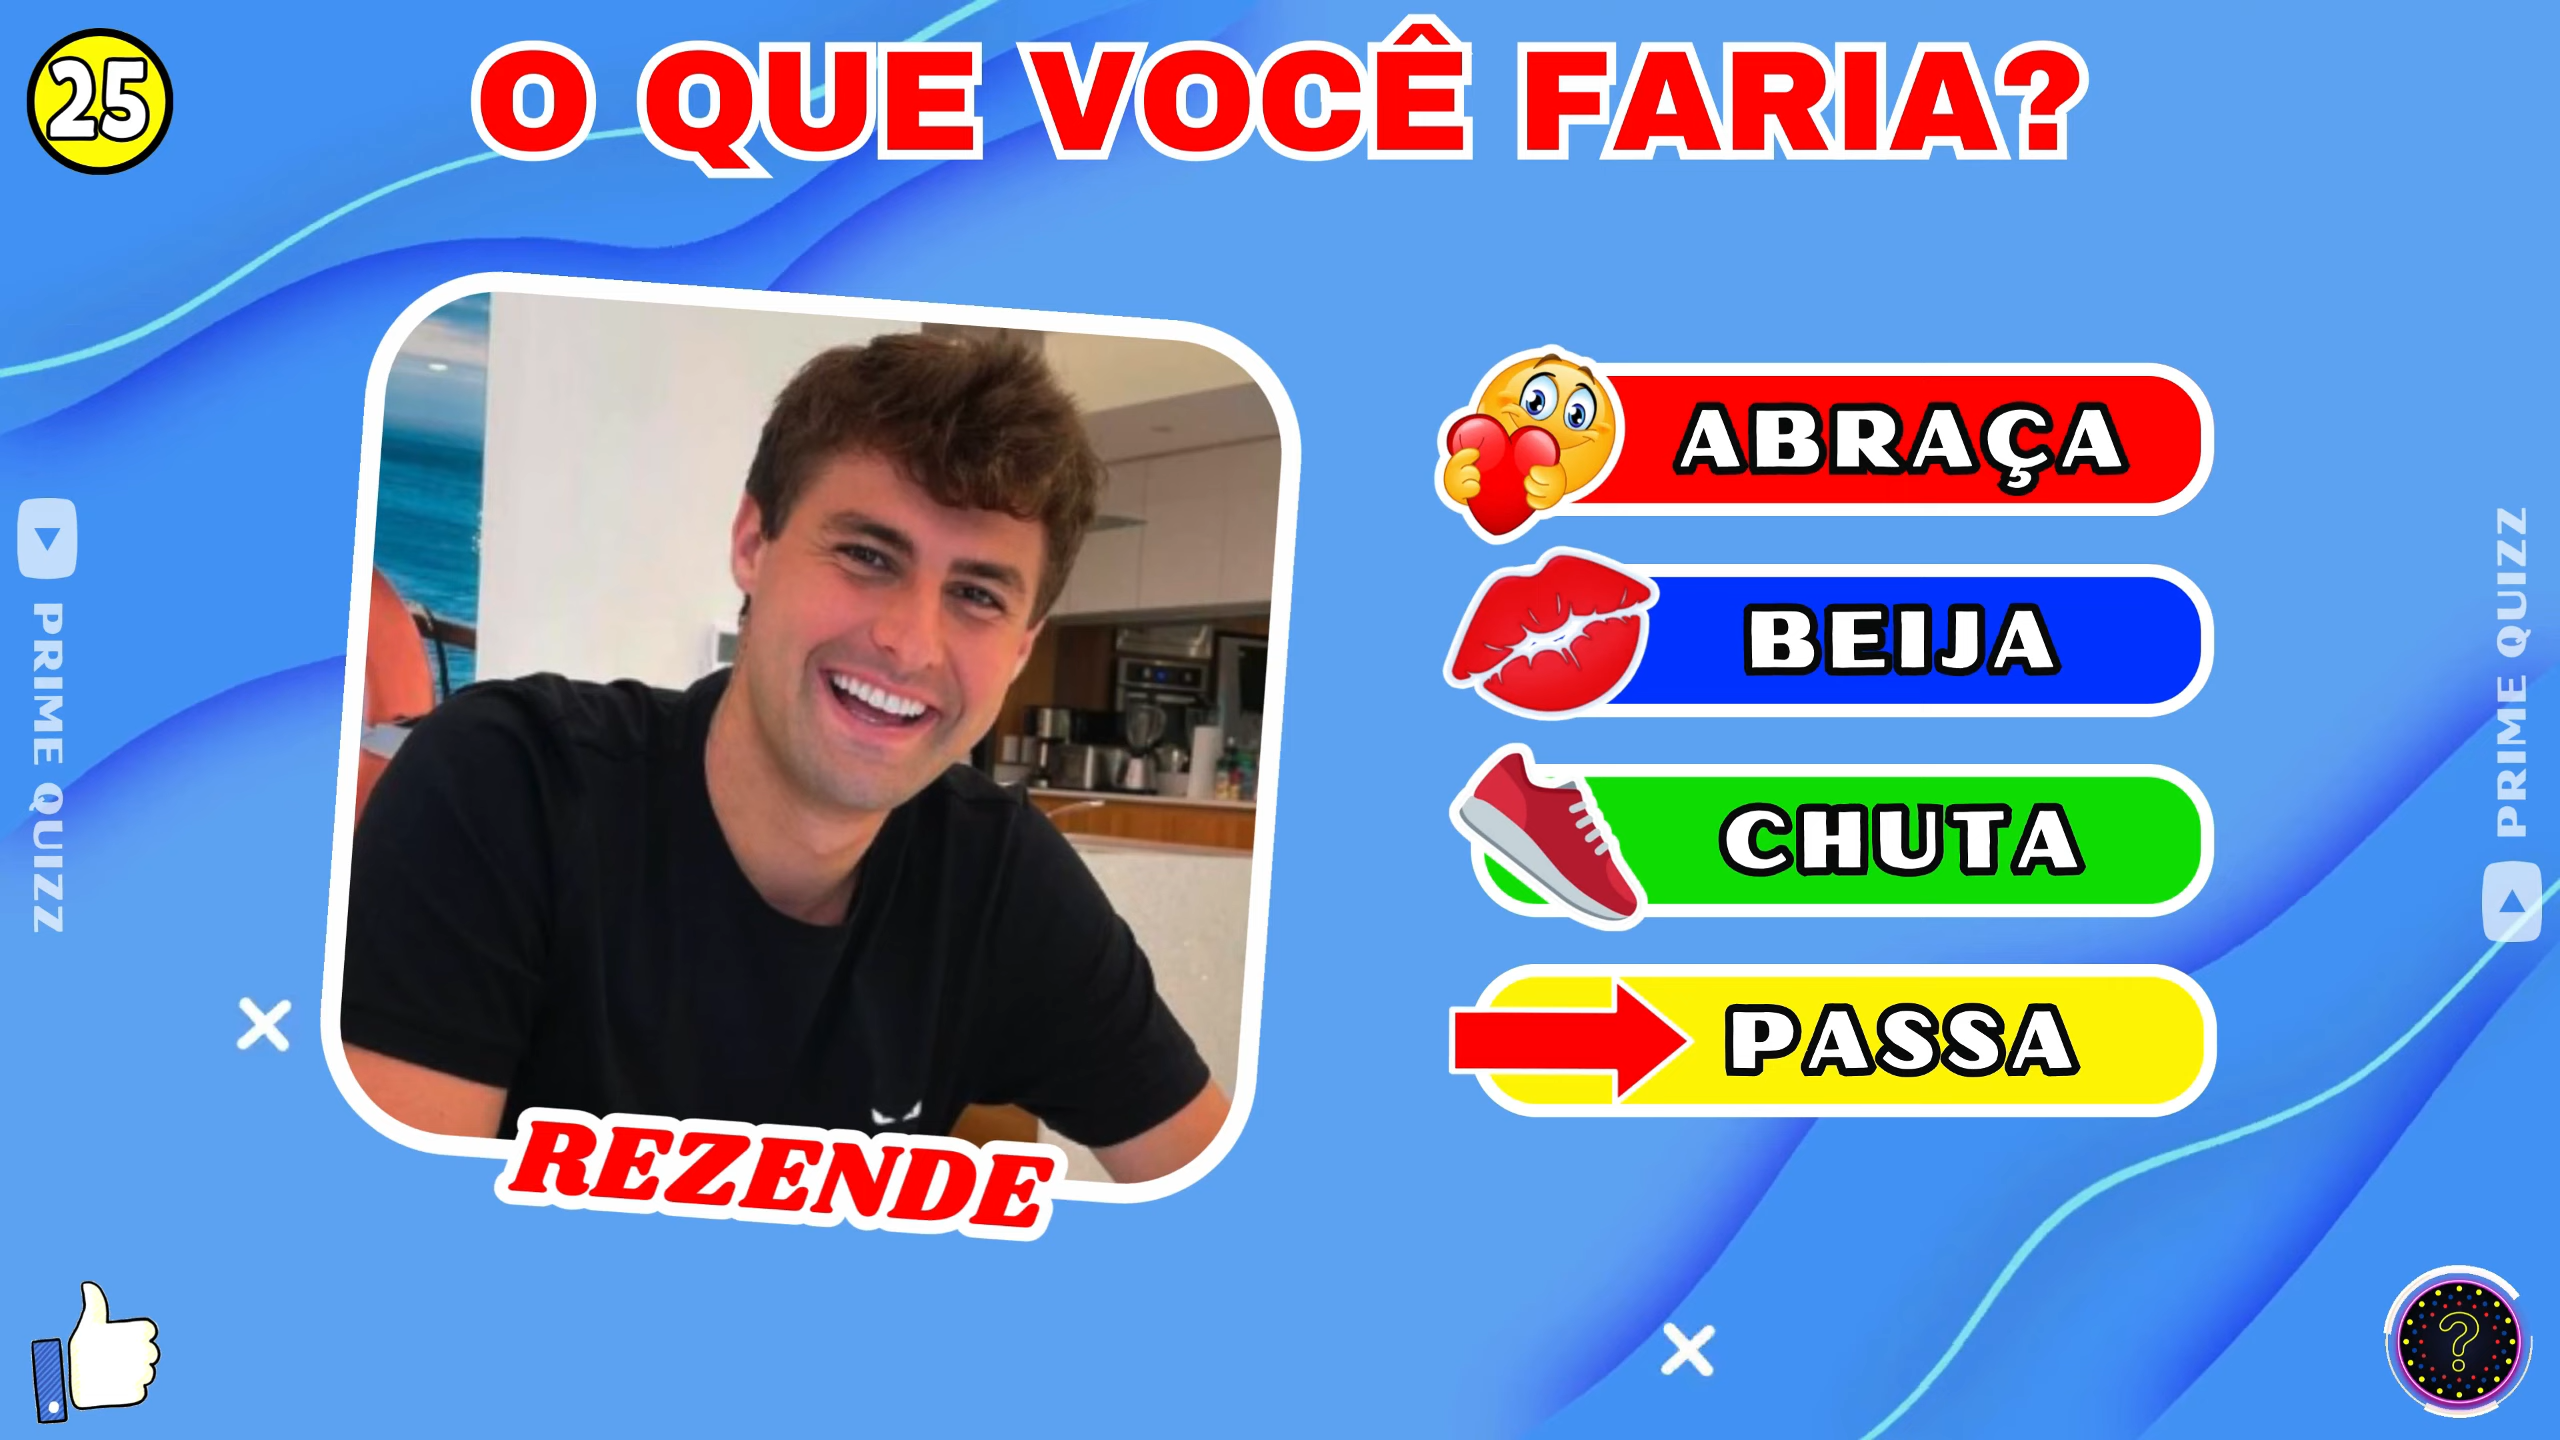 25
O QUE VOCÊ FARIA?
ABRAÇA
BEIJA
CHUTA
PASSA
REZENDE
PRIME QUIZZ
PRIME QUIZZ
?